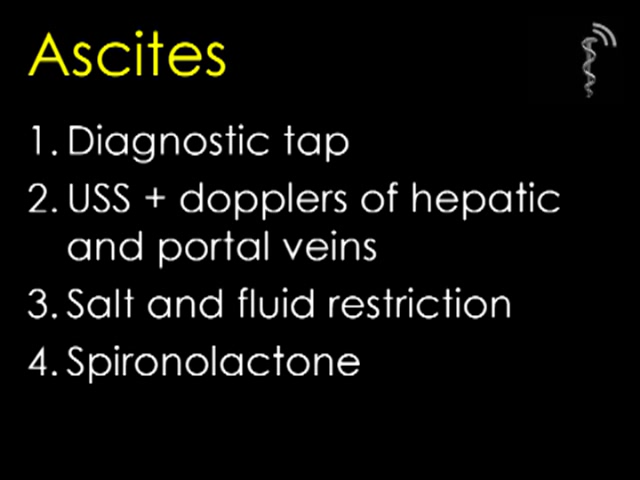 Ascites
1. Diagnostic tap
2. USS + dopplers of hepatic
and portal veins
3. Salt and fluid restriction
4. Spironolactone